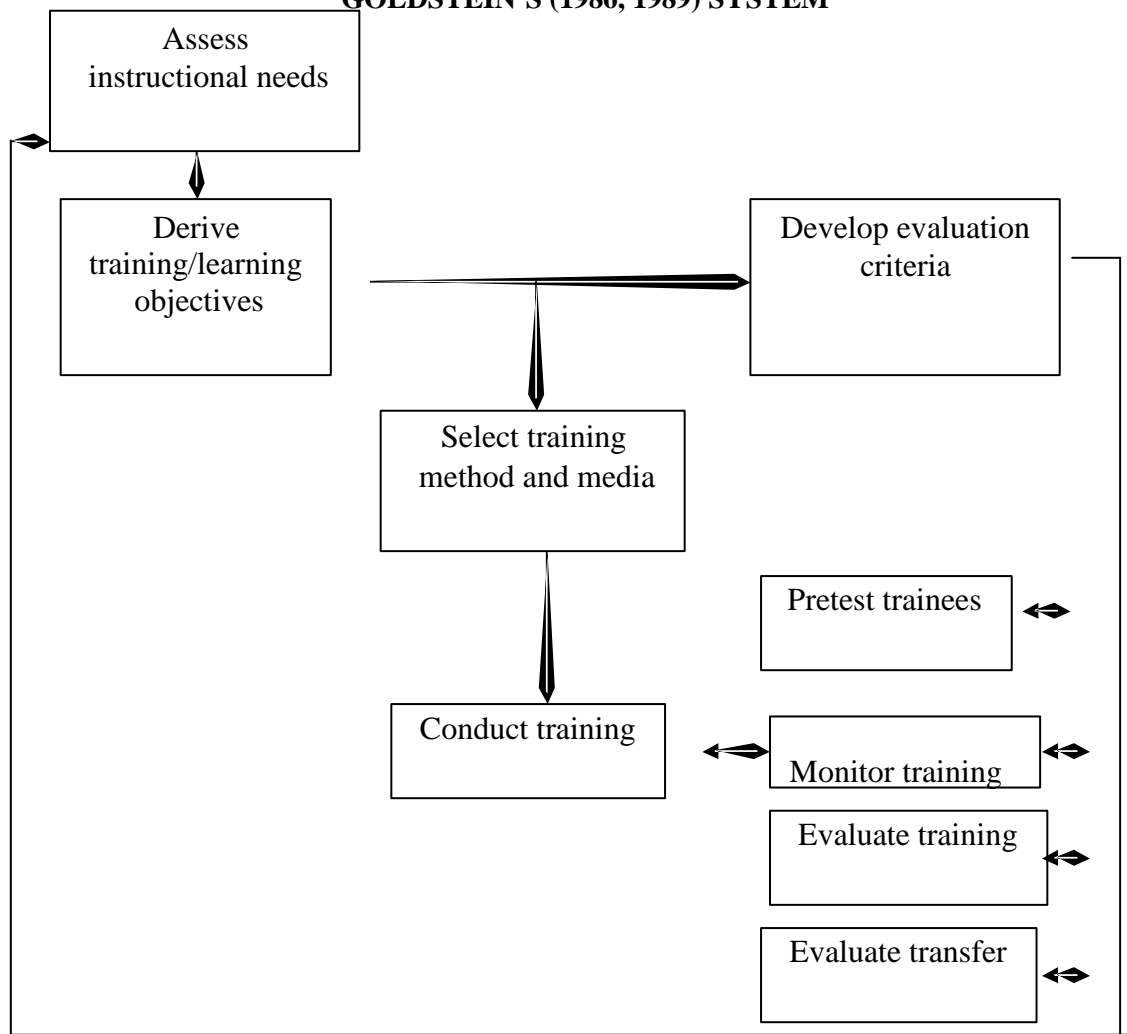 GOLDSTEIN'S (1986, 1989) SYSTEM
Assess
instructional needs
Derive
training/learning
objectives
Develop evaluation
criteria
Select training
method and media
Pretest trainees
Conduct training
Monitor training
Evaluate training
Evaluate transfer